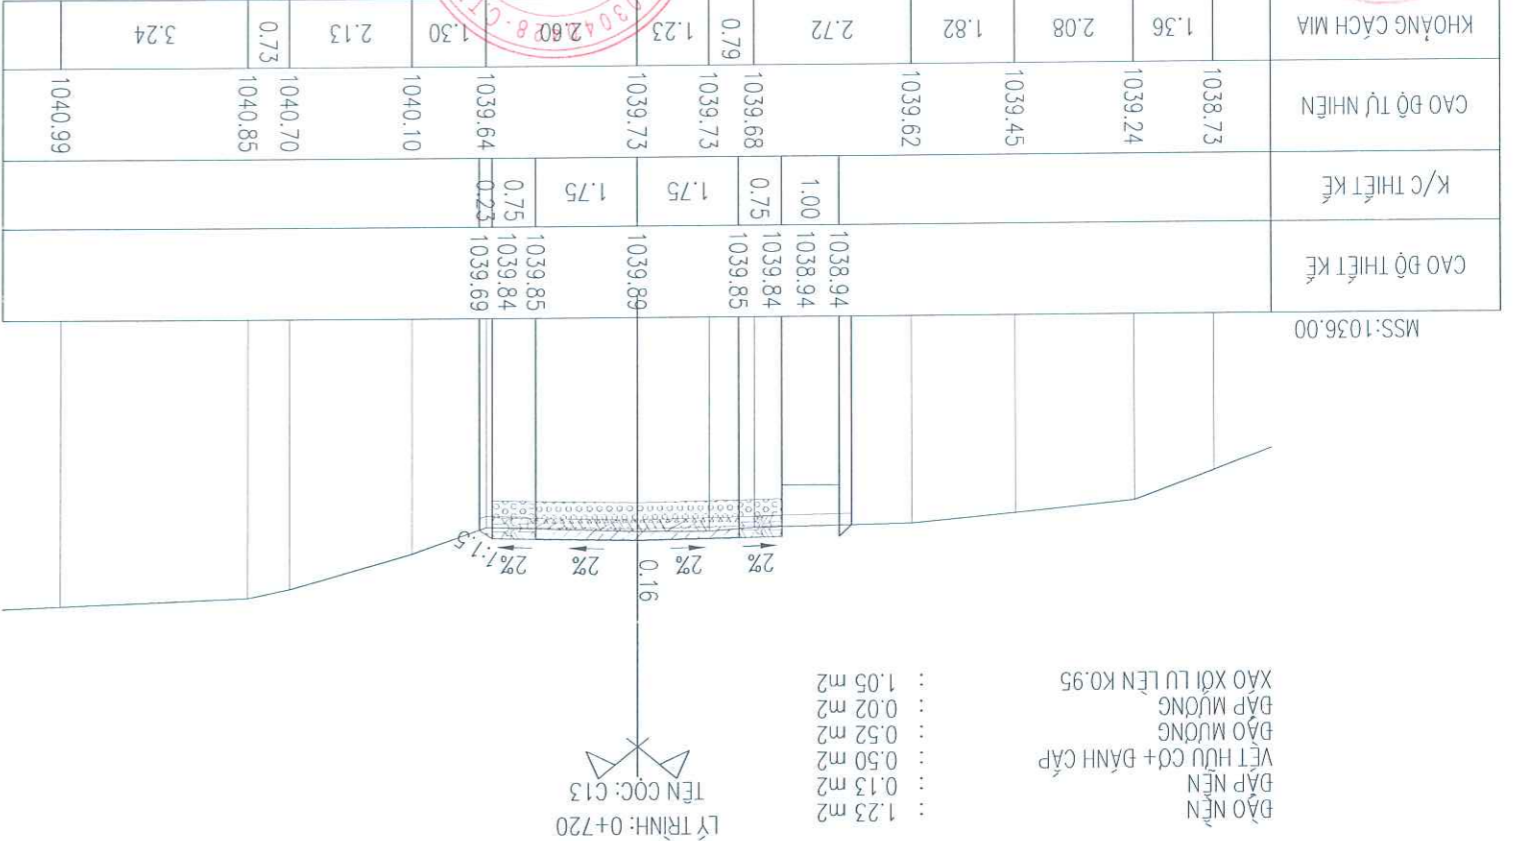 LÝ TRÌNH: 0+720
TÊN CỌC: C13
ĐÀO NỀN : 1.23 m2
ĐẮP NỀN : 0.13 m2
VÉT HỮU CƠ+ ĐÁNH CẤP : 0.50 m2
ĐÀO MƯƠNG : 0.52 m2
ĐẮP MƯƠNG : 0.02 m2
XÁO XỚI LU LÈN K0.95 : 1.05 m2
0.16
2% 2% 2% 2% 1:1.5
MSS:1036.00
CAO ĐỘ THIẾT KẾ 1038.94 1038.94 1039.84 1039.85 1039.89 1039.85 1039.84 1039.69
K/C THIẾT KẾ 1.00 0.75 1.75 1.75 0.75 0.23
CAO ĐỘ TỰ NHIÊN 1038.73 1039.24 1039.45 1039.62 1039.68 1039.73 1039.73 1039.64 1040.10 1040.70 1040.85 1040.99
KHOẢNG CÁCH MIA 1.36 2.08 1.82 2.72 0.79 1.23 2.60 1.30 2.13 0.73 3.24